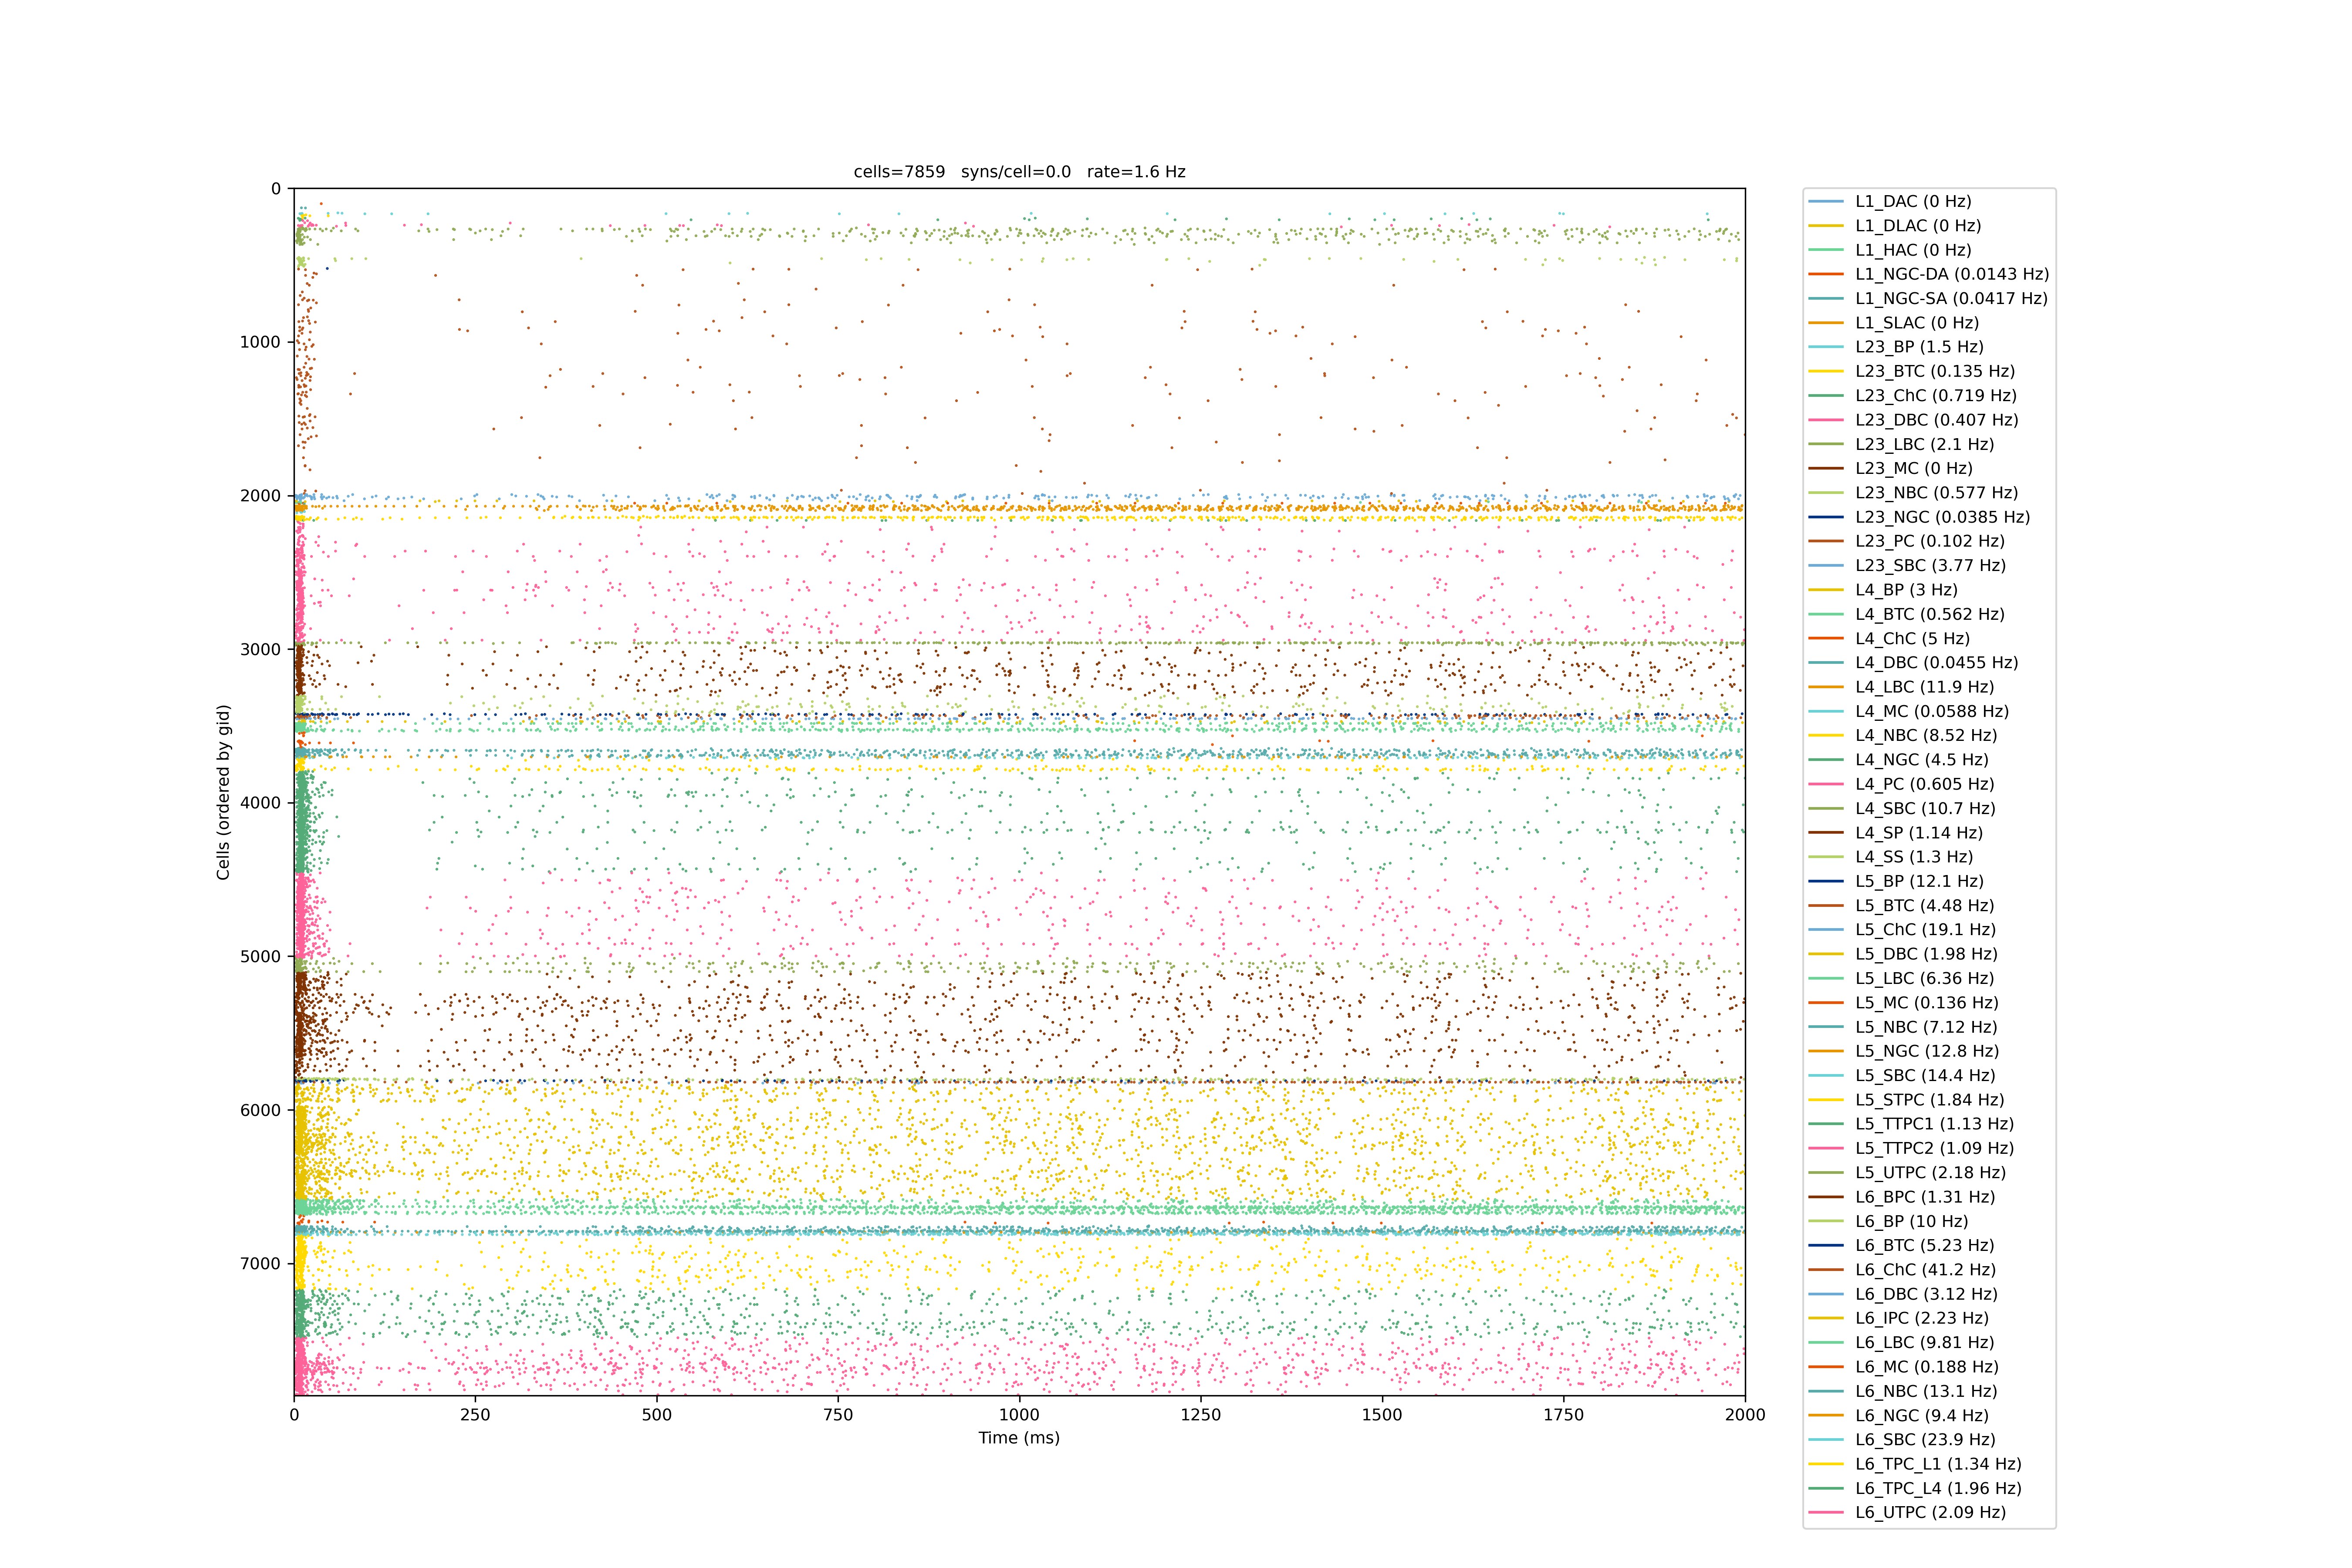 cells=7859   syns/cell=0.0   rate=1.6 Hz
0
1000
2000
3000
4000
5000
6000
7000
Cells (ordered by gid)
0
250
500
750
1000
1250
1500
1750
2000
Time (ms)
L1_DAC (0 Hz)
L1_DLAC (0 Hz)
L1_HAC (0 Hz)
L1_NGC-DA (0.0143 Hz)
L1_NGC-SA (0.0417 Hz)
L1_SLAC (0 Hz)
L23_BP (1.5 Hz)
L23_BTC (0.135 Hz)
L23_ChC (0.719 Hz)
L23_DBC (0.407 Hz)
L23_LBC (2.1 Hz)
L23_MC (0 Hz)
L23_NBC (0.577 Hz)
L23_NGC (0.0385 Hz)
L23_PC (0.102 Hz)
L23_SBC (3.77 Hz)
L4_BP (3 Hz)
L4_BTC (0.562 Hz)
L4_ChC (5 Hz)
L4_DBC (0.0455 Hz)
L4_LBC (11.9 Hz)
L4_MC (0.0588 Hz)
L4_NBC (8.52 Hz)
L4_NGC (4.5 Hz)
L4_PC (0.605 Hz)
L4_SBC (10.7 Hz)
L4_SP (1.14 Hz)
L4_SS (1.3 Hz)
L5_BP (12.1 Hz)
L5_BTC (4.48 Hz)
L5_ChC (19.1 Hz)
L5_DBC (1.98 Hz)
L5_LBC (6.36 Hz)
L5_MC (0.136 Hz)
L5_NBC (7.12 Hz)
L5_NGC (12.8 Hz)
L5_SBC (14.4 Hz)
L5_STPC (1.84 Hz)
L5_TTPC1 (1.13 Hz)
L5_TTPC2 (1.09 Hz)
L5_UTPC (2.18 Hz)
L6_BPC (1.31 Hz)
L6_BP (10 Hz)
L6_BTC (5.23 Hz)
L6_ChC (41.2 Hz)
L6_DBC (3.12 Hz)
L6_IPC (2.23 Hz)
L6_LBC (9.81 Hz)
L6_MC (0.188 Hz)
L6_NBC (13.1 Hz)
L6_NGC (9.4 Hz)
L6_SBC (23.9 Hz)
L6_TPC_L1 (1.34 Hz)
L6_TPC_L4 (1.96 Hz)
L6_UTPC (2.09 Hz)